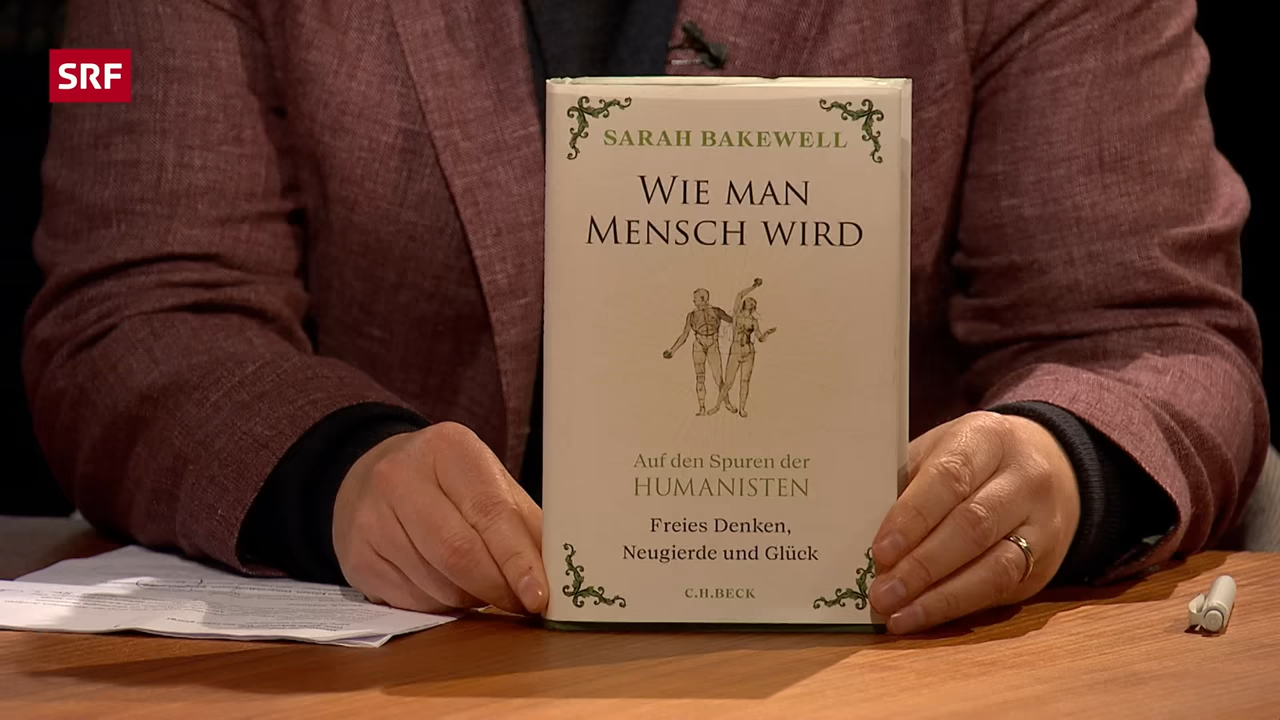 SRF
SARAH BAKEWELL
WIE MAN
MENSCH WIRD
Auf den Spuren der
HUMANISTEN
Freies Denken,
Neugierde und Glück
C.H.BECK